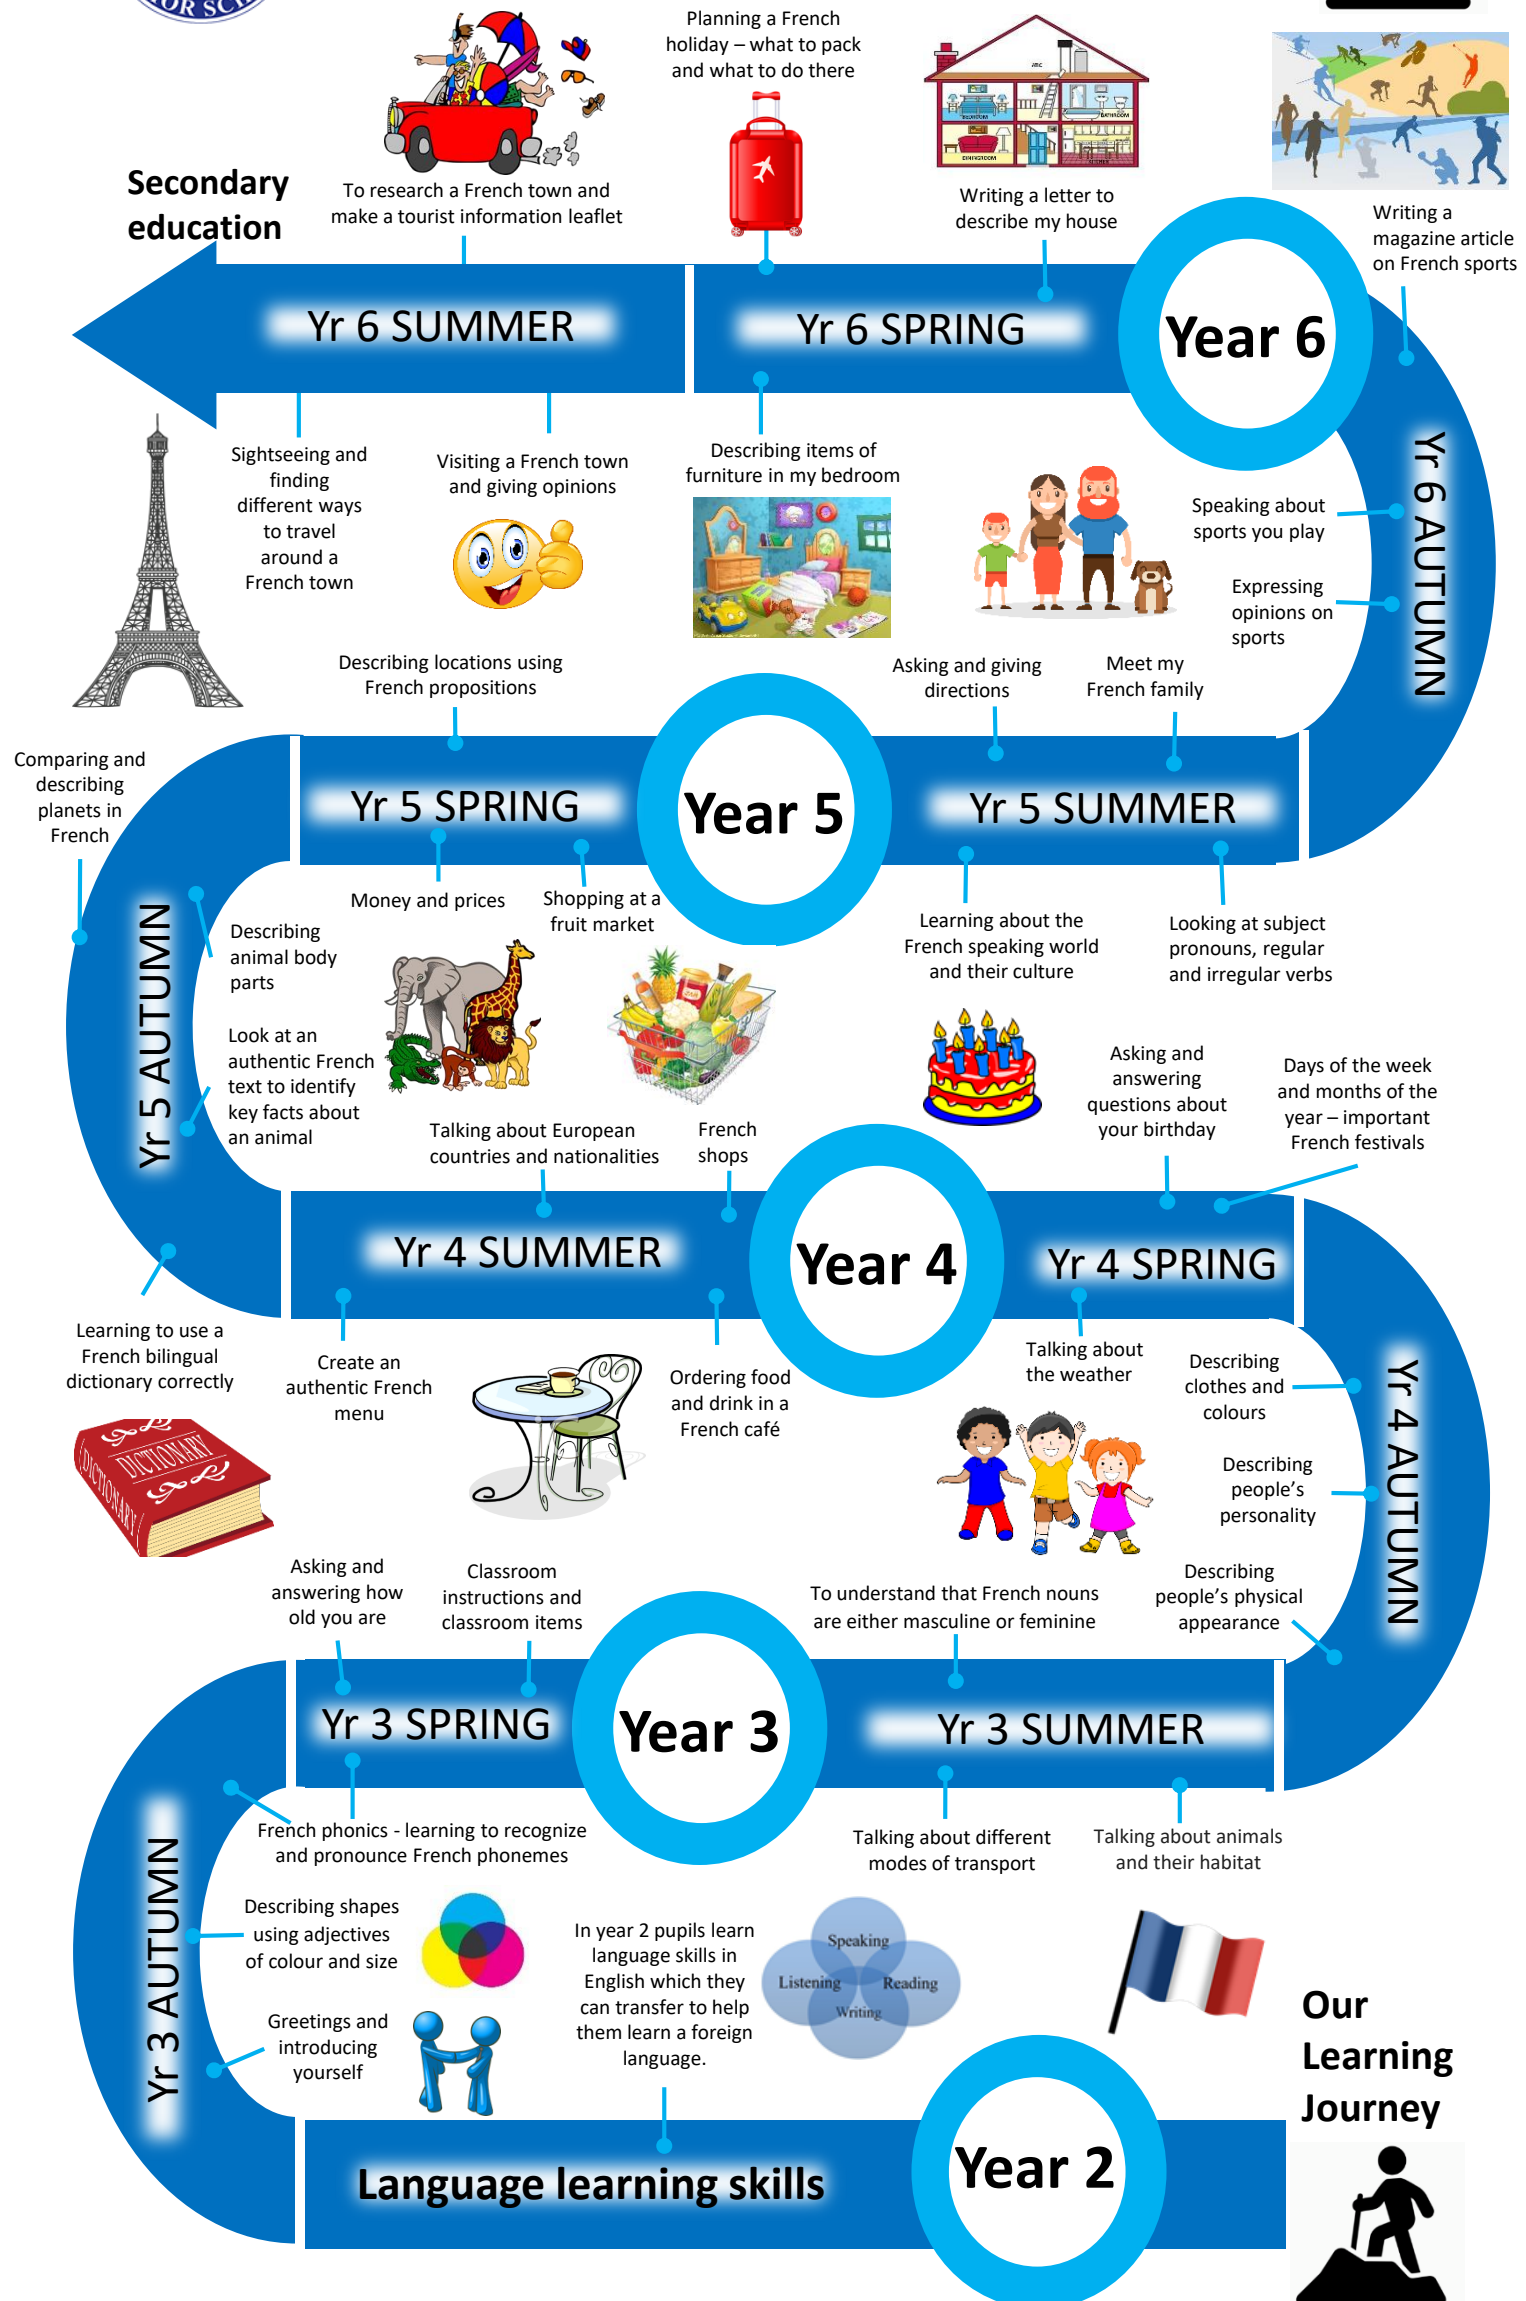 OR SC
Planning a French
holiday – what to pack
and what to do there
JMC
BEDROOM
BATHROOM
DININGROOM
Secondary
education
To research a French town and
make a tourist information leaflet
Writing a letter to
describe my house
Writing a
magazine article
on French sports
Yr 6 SUMMER
Yr 6 SPRING
Year 6
Yr 6 AUTUMN
Sightseeing and
finding
different ways
to travel
around a
French town
Visiting a French town
and giving opinions
Describing items of
furniture in my bedroom
Speaking about
sports you play
Expressing
opinions on
sports
Describing locations using
French propositions
Asking and giving
directions
Meet my
French family
Comparing and
describing
planets in
French
Yr 5 SPRING
Year 5
Yr 5 SUMMER
Money and prices
Shopping at a
fruit market
Learning about the
French speaking world
and their culture
Looking at subject
pronouns, regular
and irregular verbs
Yr 5 AUTUMN
Describing
animal body
parts
Look at an
authentic French
text to identify
key facts about
an animal
Talking about European
countries and nationalities
French
shops
Asking and
answering
questions about
your birthday
Days of the week
and months of the
year – important
French festivals
Yr 4 SUMMER
Year 4
Yr 4 SPRING
Learning to use a
French bilingual
dictionary correctly
Create an
authentic French
menu
Ordering food
and drink in a
French café
Talking about
the weather
Describing
clothes and
colours
Yr 4 AUTUMN
Describing
people's
personality
DICTIONARY
DICTIONARY
Describing
people's physical
appearance
Asking and
answering how
old you are
Classroom
instructions and
classroom items
To understand that French nouns
are either masculine or feminine
Yr 3 SPRING
Year 3
Yr 3 SUMMER
French phonics - learning to recognize
and pronounce French phonemes
Talking about different
modes of transport
Talking about animals
and their habitat
Yr 3 AUTUMN
Describing shapes
using adjectives
of colour and size
Greetings and
introducing
yourself
In year 2 pupils learn
language skills in
English which they
can transfer to help
them learn a foreign
language.
Speaking
Listening
Reading
Writing
Our
Learning
Journey
Language learning skills
Year 2